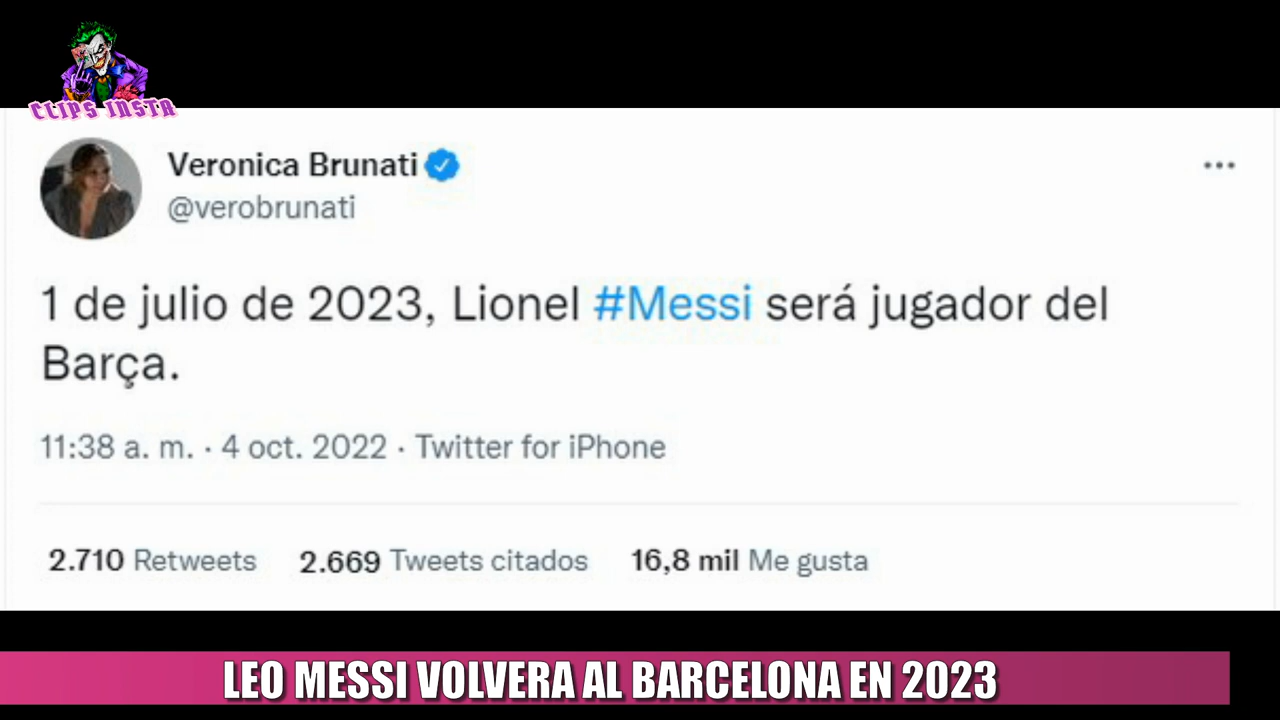 CLIPS INSTA
Veronica Brunati
@verobrunati
1 de julio de 2023, Lionel #Messi será jugador del
Barça.
11:38 a. m. · 4 oct. 2022 · Twitter for iPhone
2.710 Retweets 2.669 Tweets citados 16,8 mil Me gusta
LEO MESSI VOLVERA AL BARCELONA EN 2023